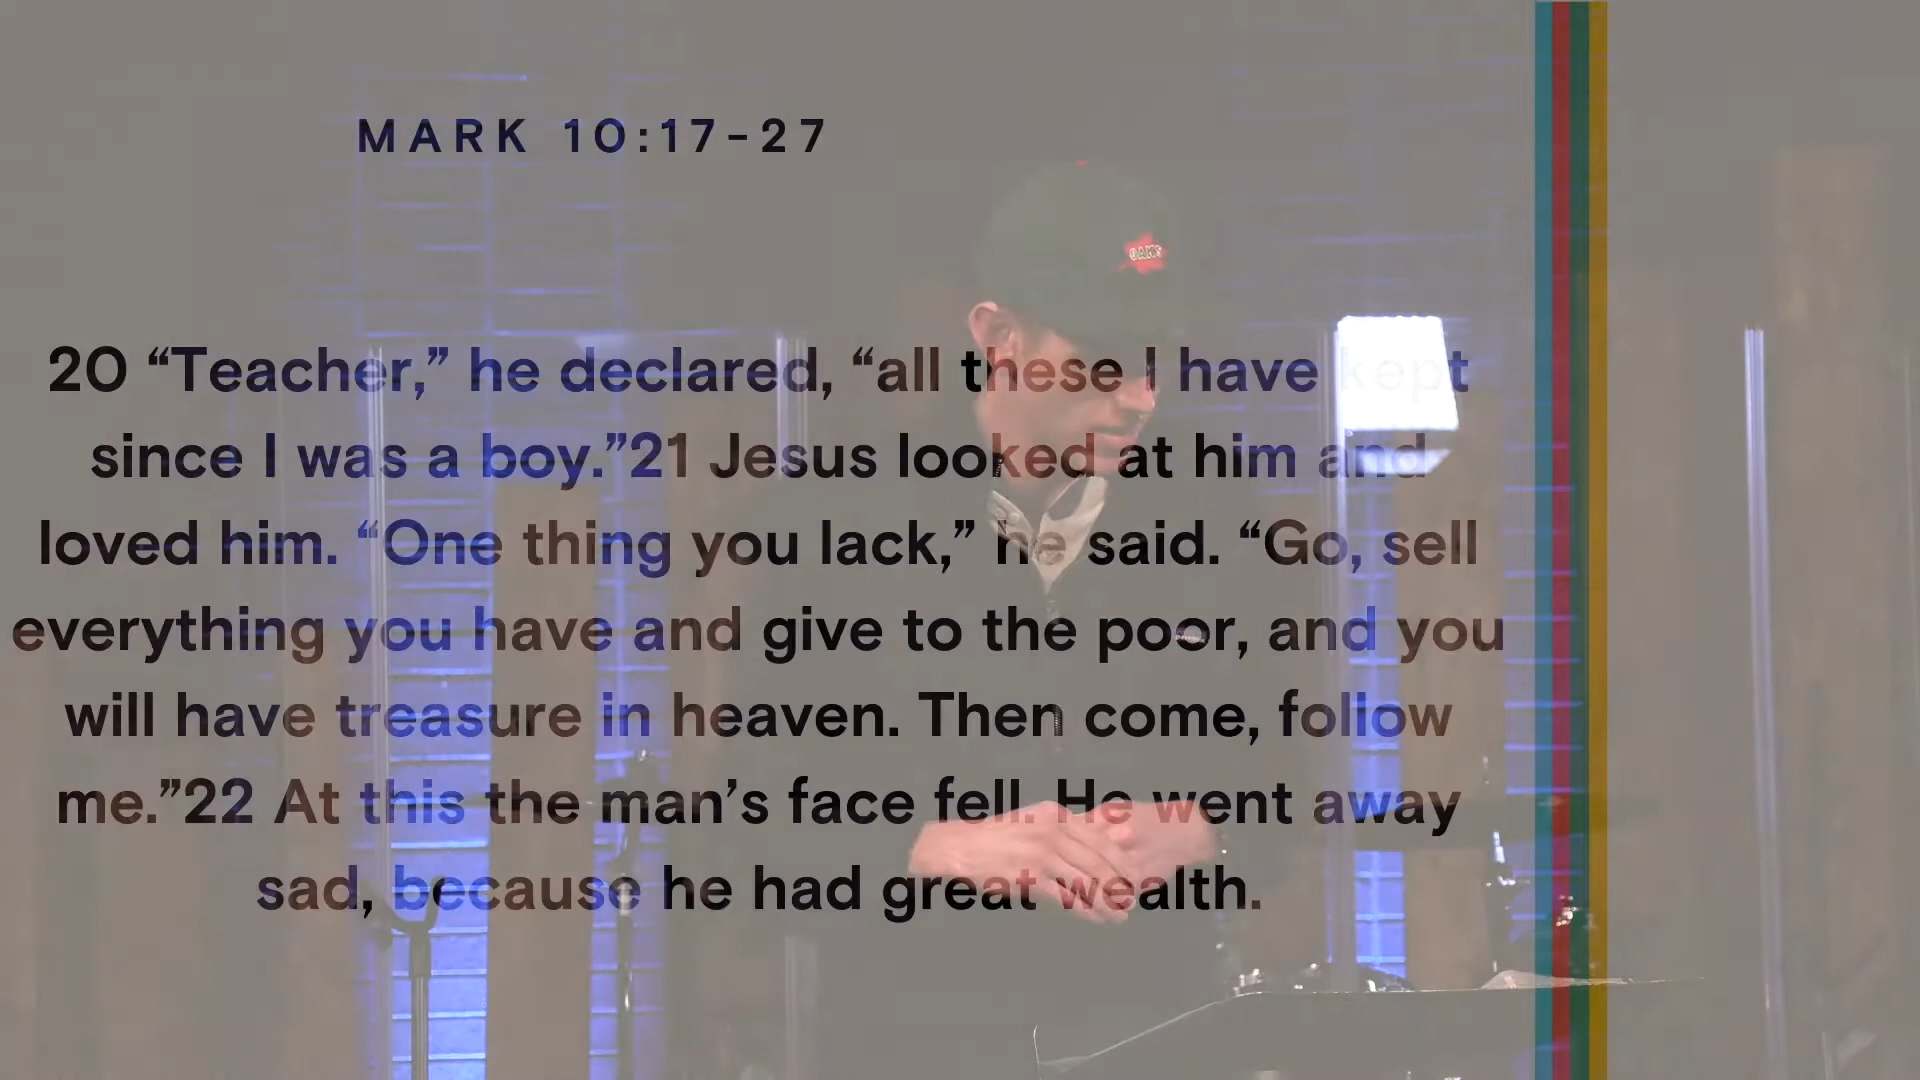 MARK 10:17-27
OAKS
20 “Teacher,” he declared, “all these I have kept
since I was a boy.”21 Jesus looked at him and
loved him. “One thing you lack,” he said. “Go, sell
everything you have and give to the poor, and you
will have treasure in heaven. Then come, follow
me.”22 At this the man’s face fell. He went away
sad, because he had great wealth.